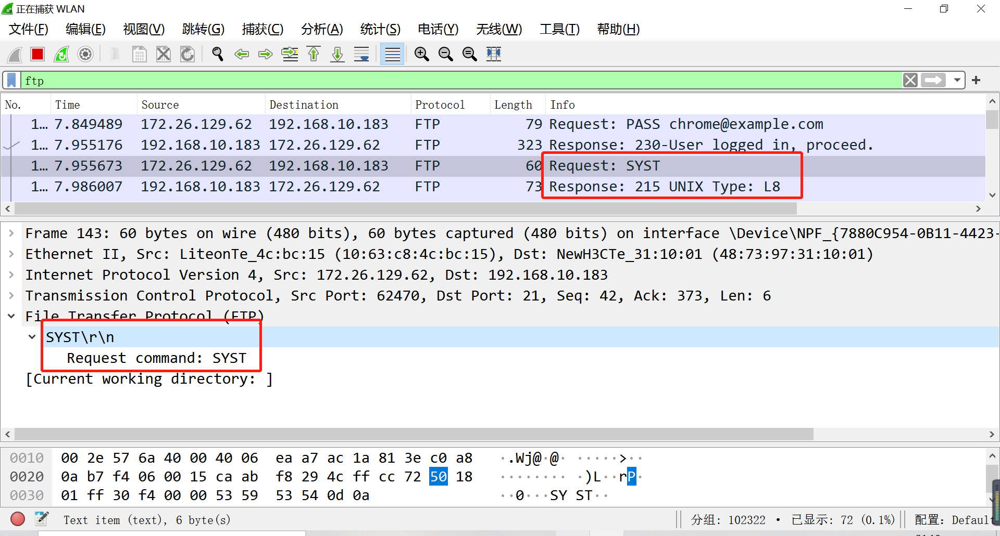 正在捕获 WLAN
文件(F) 编辑(E) 视图(V) 跳转(G) 捕获(C) 分析(A) 统计(S) 电话(Y) 无线(W) 工具(T) 帮助(H)
ftp
No. Time Source Destination Protocol Length Info
1… 7.849489 172.26.129.62 192.168.10.183 FTP 79 Request: PASS chrome@example.com
1… 7.955176 192.168.10.183 172.26.129.62 FTP 323 Response: 230-User logged in, proceed.
1… 7.955673 172.26.129.62 192.168.10.183 FTP 60 Request: SYST
1… 7.986007 192.168.10.183 172.26.129.62 FTP 73 Response: 215 UNIX Type: L8
Frame 143: 60 bytes on wire (480 bits), 60 bytes captured (480 bits) on interface \Device\NPF_{7880C954-0B11-4423-
Ethernet II, Src: LiteonTe_4c:bc:15 (10:63:c8:4c:bc:15), Dst: NewH3CTe_31:10:01 (48:73:97:31:10:01)
Internet Protocol Version 4, Src: 172.26.129.62, Dst: 192.168.10.183
Transmission Control Protocol, Src Port: 62470, Dst Port: 21, Seq: 42, Ack: 373, Len: 6
File Transfer Protocol (FTP)
SYST\r\n
Request command: SYST
[Current working directory: ]
0010 00 2e 57 6a 40 00 40 06 ea a7 ac 1a 81 3e c0 a8 ·.Wj@·@· ·····>··
0020 0a b7 f4 06 00 15 ca ab f8 29 4c ff cc 72 50 18 ········ ·)L··rP·
0030 01 ff 30 f4 00 00 53 59 53 54 0d 0a ··0···SY ST··
Text item (text), 6 byte(s) 分组: 102322 · 已显示: 72 (0.1%) 配置: Default